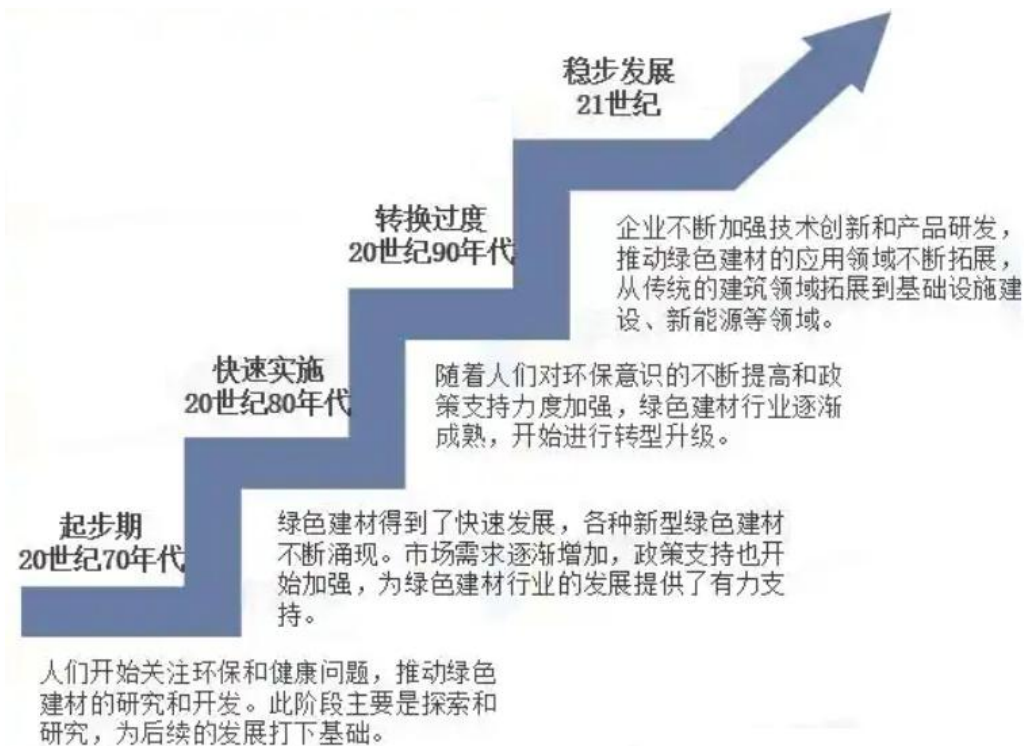 稳步发展
21世纪
企业不断加强技术创新和产品研发，
推动绿色建材的应用领域不断拓展，
从传统的建筑领域拓展到基础设施建
设、新能源等领域。
转换过度
20世纪90年代
随着人们对环保意识的不断提高和政
策支持力度加强，绿色建材行业逐渐
成熟，开始进行转型升级。
快速实施
20世纪80年代
绿色建材得到了快速发展，各种新型绿色建材
不断涌现。市场需求逐渐增加，政策支持也开
始加强，为绿色建材行业的发展提供了有力支
持。
起步期
20世纪70年代
人们开始关注环保和健康问题，推动绿色
建材的研究和开发。此阶段主要是探索和
研究，为后续的发展打下基础。